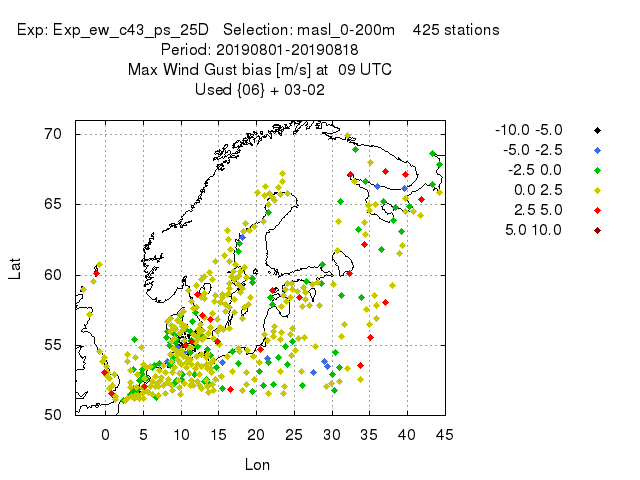 Exp: Exp_ew_c43_ps_25D Selection: masl_0-200m 425 stations
Period: 20190801-20190818
Max Wind Gust bias [m/s] at 09 UTC
Used {06} + 03-02
-10.0 -5.0
-5.0 -2.5
-2.5 0.0
0.0 2.5
2.5 5.0
5.0 10.0
Lat
70
65
60
55
50
0 5 10 15 20 25 30 35 40 45
Lon